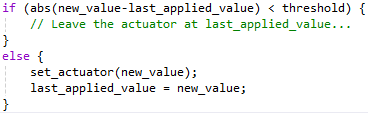 if (abs(new_value-last_applied_value) < threshold) {
    // Leave the actuator at last_applied_value...
}
else {
    set_actuator(new_value);
    last_applied_value = new_value;
}